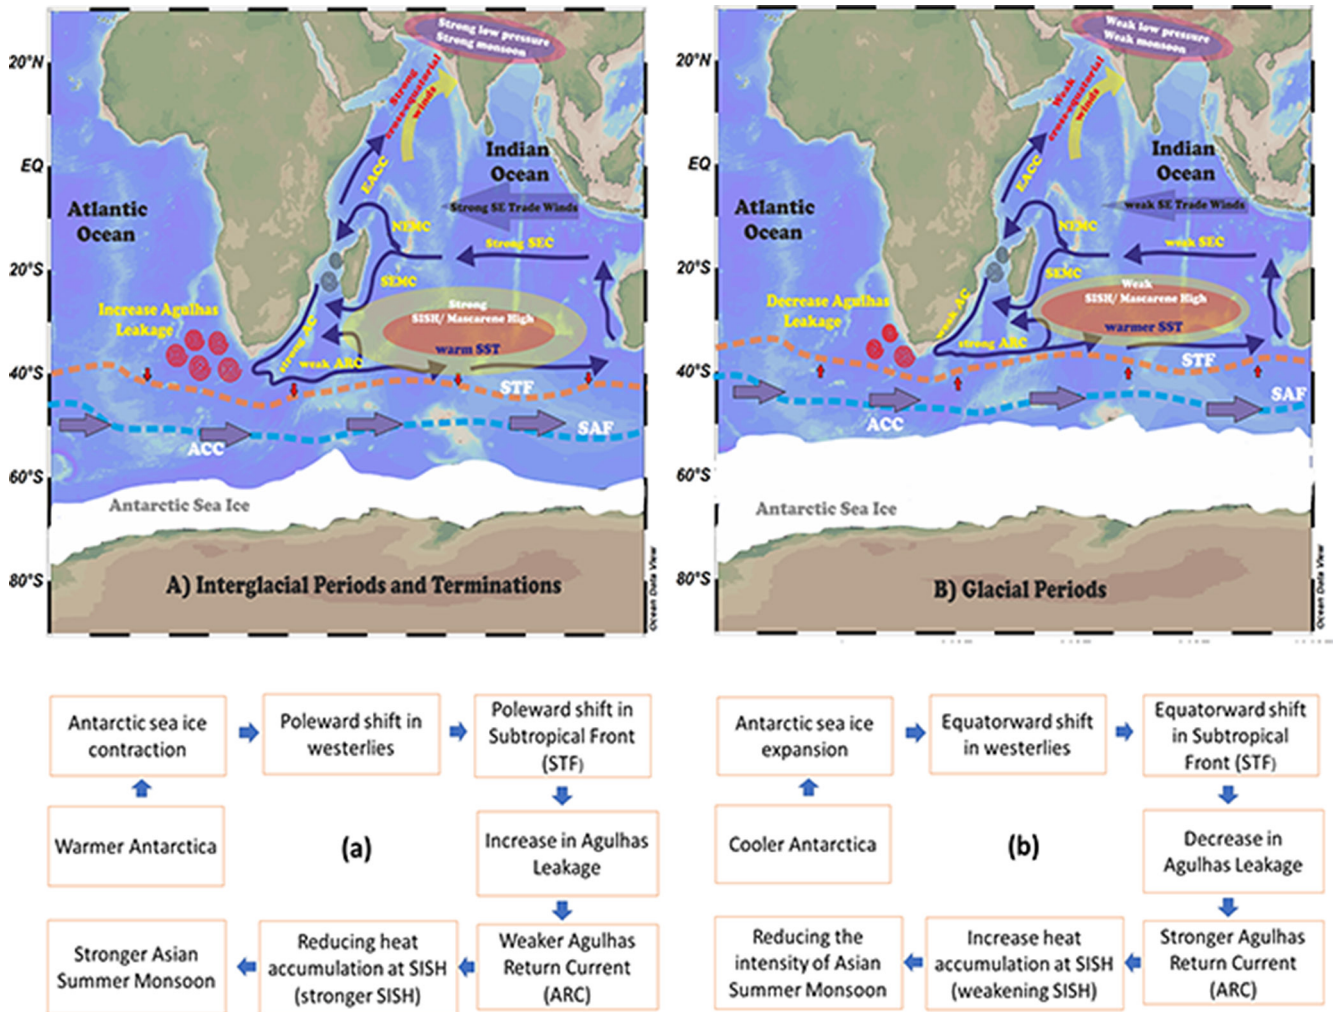 20°N
EQ
20°S
40°S
60°S
80°S
Strong low pressure
Strong monsoon
Strong
cross-equatorial
winds
Indian
Ocean
EACC
Strong SE Trade Winds
Atlantic
Ocean
NEMC
Strong SEC
SEMC
Increase Agulhas
Leakage
Strong
SISH/ Mascarene High
strong AC
weak ARC
warm SST
STF
SAF
ACC
Antarctic Sea Ice
A) Interglacial Periods and Terminations
Ocean Data View
20°N
EQ
20°S
40°S
60°S
80°S
Weak low pressure
Weak monsoon
Weak
cross-equatorial
winds
Indian
Ocean
EACC
weak SE Trade Winds
Atlantic
Ocean
NEMC
weak SEC
SEMC
Decrease Agulhas
Leakage
Weak
SISH/ Mascarene High
weak AC
strong ARC
warmer SST
STF
SAF
ACC
Antarctic Sea Ice
B) Glacial Periods
Ocean Data View
Antarctic sea ice
contraction
Poleward shift in
westerlies
Poleward shift in
Subtropical Front
(STF)
Warmer Antarctica
(a)
Increase in Agulhas
Leakage
Stronger Asian
Summer Monsoon
Reducing heat
accumulation at SISH
(stronger SISH)
Weaker Agulhas
Return Current
(ARC)
Antarctic sea ice
expansion
Equatorward shift
in westerlies
Equatorward shift
in Subtropical
Front (STF)
Cooler Antarctica
(b)
Decrease in
Agulhas Leakage
Reducing the
intensity of Asian
Summer Monsoon
Increase heat
accumulation at SISH
(weakening SISH)
Stronger Agulhas
Return Current
(ARC)